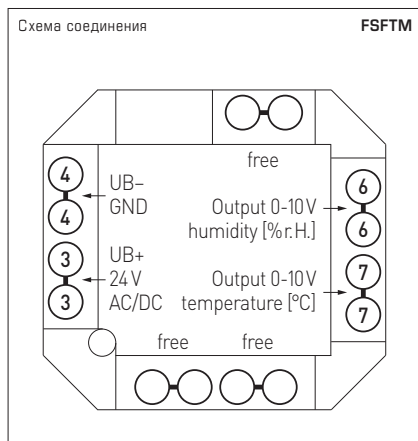 Схема соединения
FSFTM
free
4
4
UB–
GND
3
3
UB+
24 V
AC/DC
Output 0-10 V
humidity [% r. H.]
6
6
Output 0-10 V
temperature [°C]
7
7
free
free